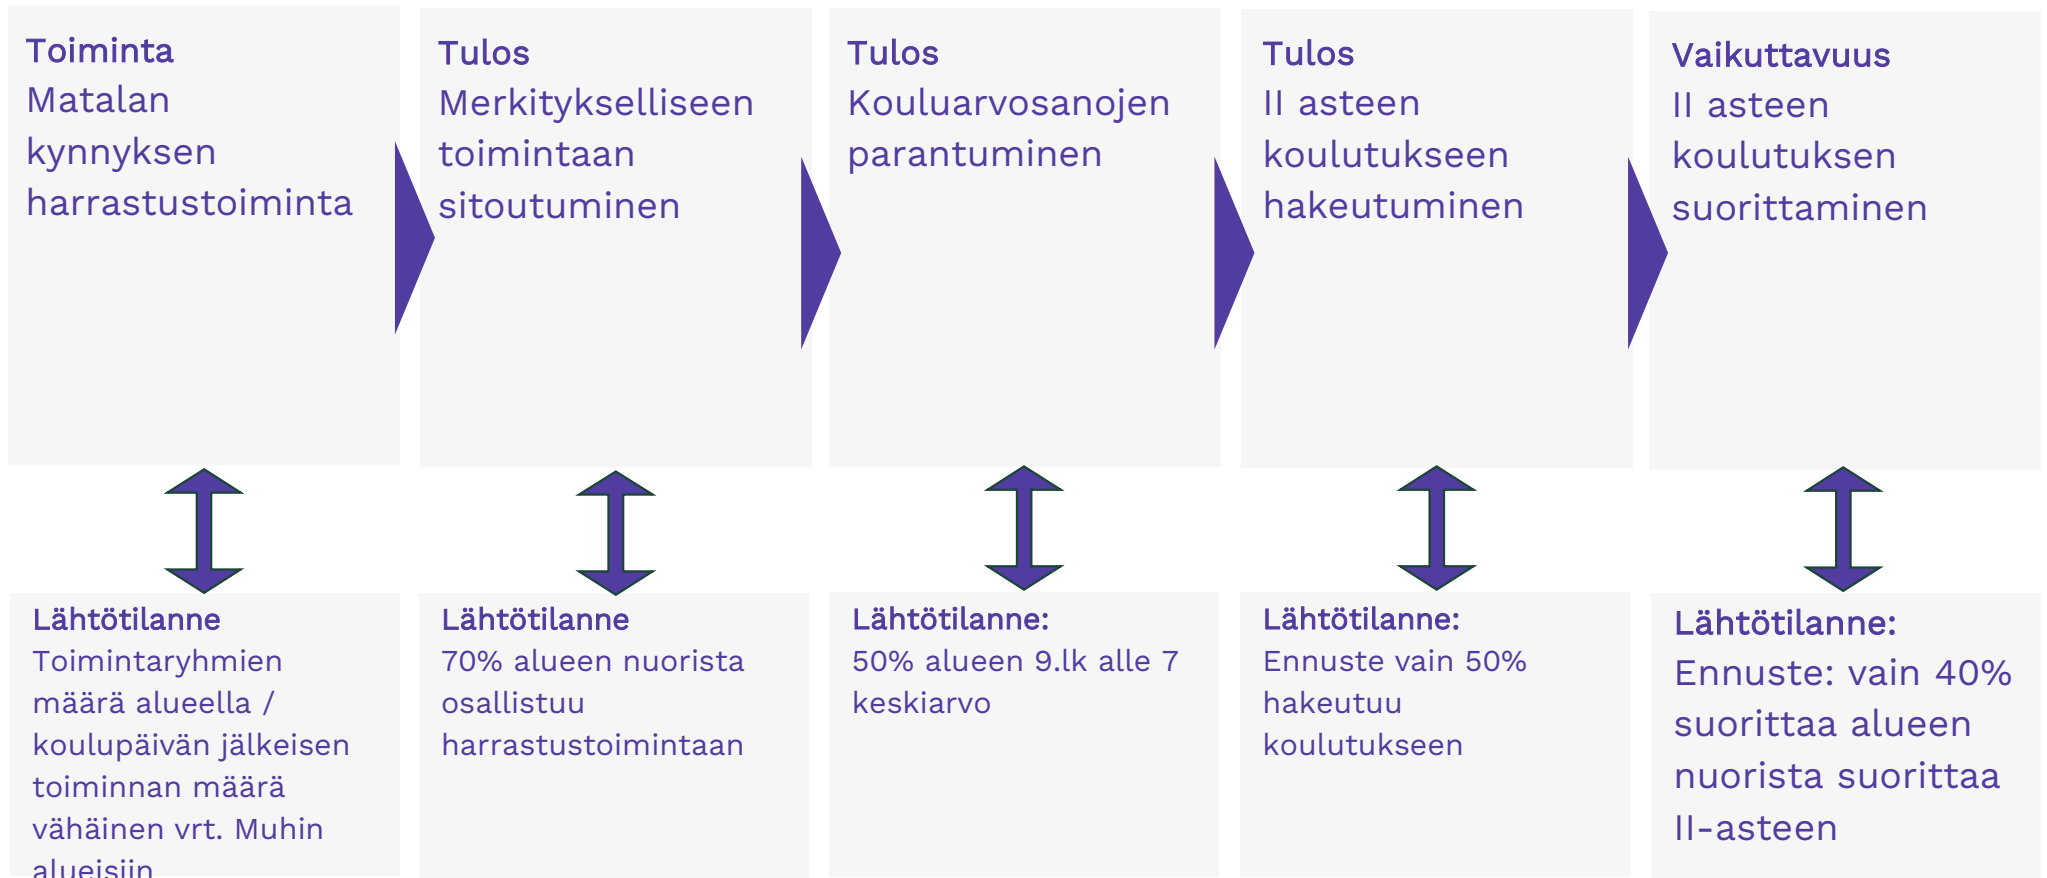 Toiminta
Matalan
kynnyksen
harrastustoiminta
Tulos
Merkitykselliseen
toimintaan
sitoutuminen
Tulos
Kouluarvosanojen
parantuminen
Tulos
II asteen
koulutukseen
hakeutuminen
Vaikuttavuus
II asteen
koulutuksen
suorittaminen
Lähtötilanne
Toimintaryhmien
määrä alueella /
koulupäivän jälkeisen
toiminnan määrä
vähäinen vrt. Muhin
alueisiin
Lähtötilanne
70% alueen nuorista
osallistuu
harrastustoimintaan
Lähtötilanne:
50% alueen 9.lk alle 7
keskiarvo
Lähtötilanne:
Ennuste vain 50%
hakeutuu
koulutukseen
Lähtötilanne:
Ennuste: vain 40%
suorittaa alueen
nuorista suorittaa
II-asteen